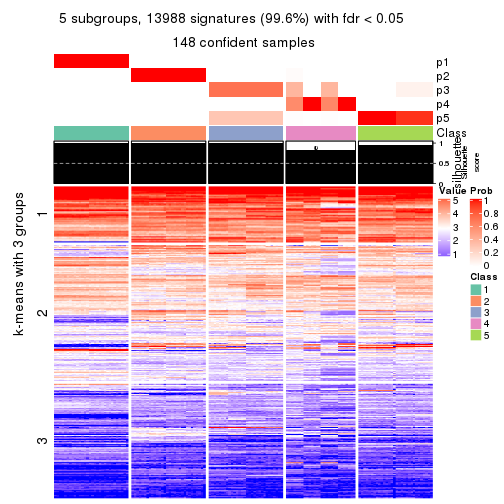 5 subgroups, 13988 signatures (99.6%) with fdr < 0.05
148 confident samples
p1
p2
p3
p4
p5
Class
1
0.5
0
silhouette
Silhouette
score
k-means with 3 groups
1
2
3
Value
5
4
3
2
1
Prob
1
0.8
0.6
0.4
0.2
0
Class
1
2
3
4
5